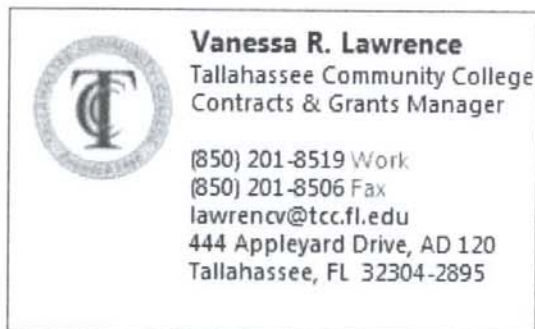 Vanessa R. Lawrence
Tallahassee Community College
Contracts & Grants Manager
(850) 201-8519 Work
(850) 201-8506 Fax
lawrencv@tcc.fl.edu
444 Appleyard Drive, AD 120
Tallahassee, FL 32304-2895